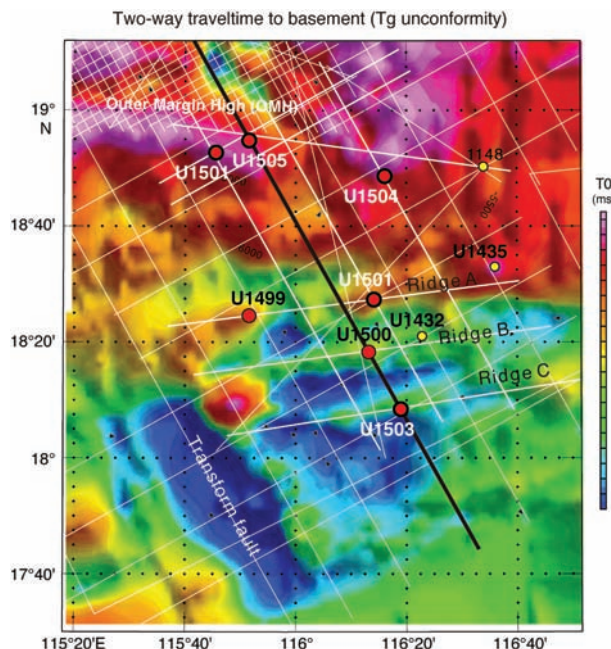 Two-way traveltime to basement (Tg unconformity)
19°
N
Outer Margin High (OMH)
U1501
U1505
1148
U1504
5500
T0
(ms
18°40'
6000
U1435
U1501
Ridge A
U1499
U1432
U1500
Ridge B
18°20'
Ridge C
U1503
18°
Transform fault
17°40'
115°20'E
115°40'
116°
116°20'
116°40'